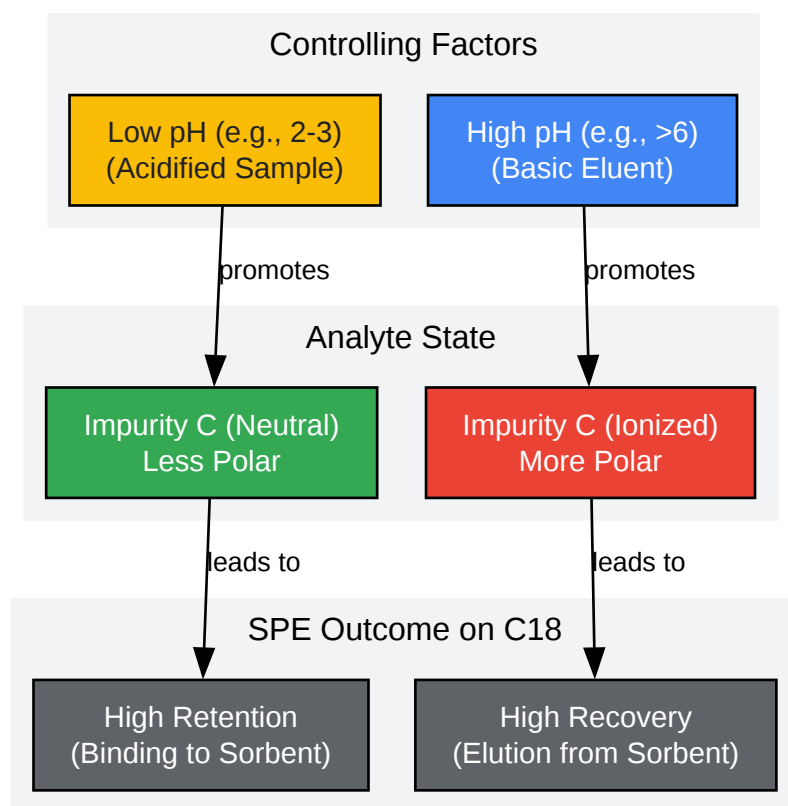 Controlling Factors
Low pH (e.g., 2-3)
(Acidified Sample)
High pH (e.g., >6)
(Basic Eluent)
promotes
promotes
Analyte State
Impurity C (Neutral)
Less Polar
Impurity C (Ionized)
More Polar
leads to
leads to
SPE Outcome on C18
High Retention
(Binding to Sorbent)
High Recovery
(Elution from Sorbent)